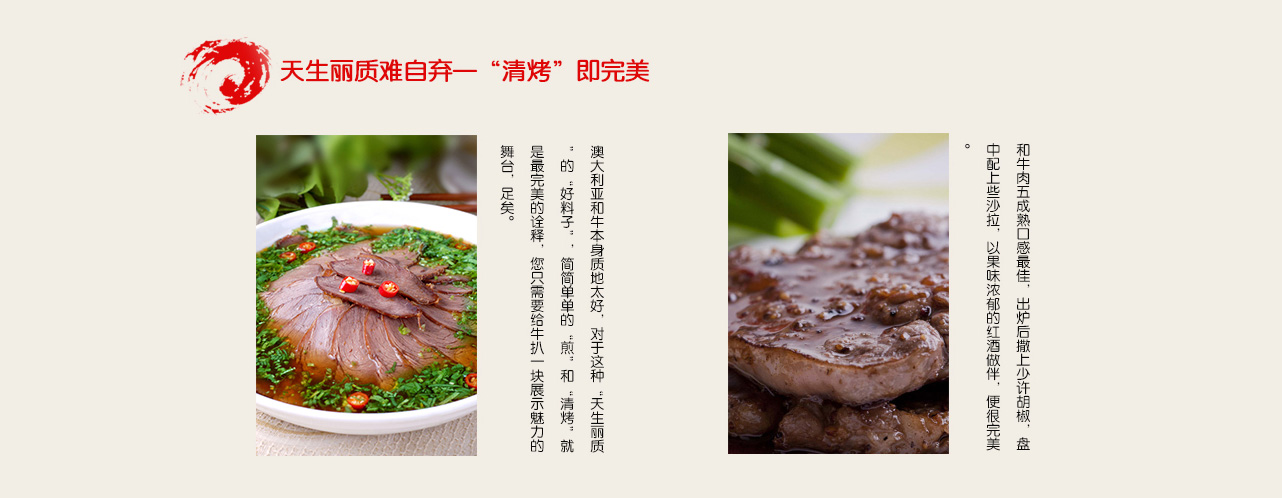 天生丽质难自弃—“清烤”即完美
澳大利亚和牛本身质地太好，对于这种“天生丽质
”的“好料子”，简简单单的“煎”和“清烤”就
是最完美的诠释，您只需要给牛扒一块展示魅力的
舞台，足矣。
和牛肉五成熟口感最佳，出炉后撒上少许胡椒，盘
中配上些沙拉，以果味浓郁的红酒做伴，便很完美
。